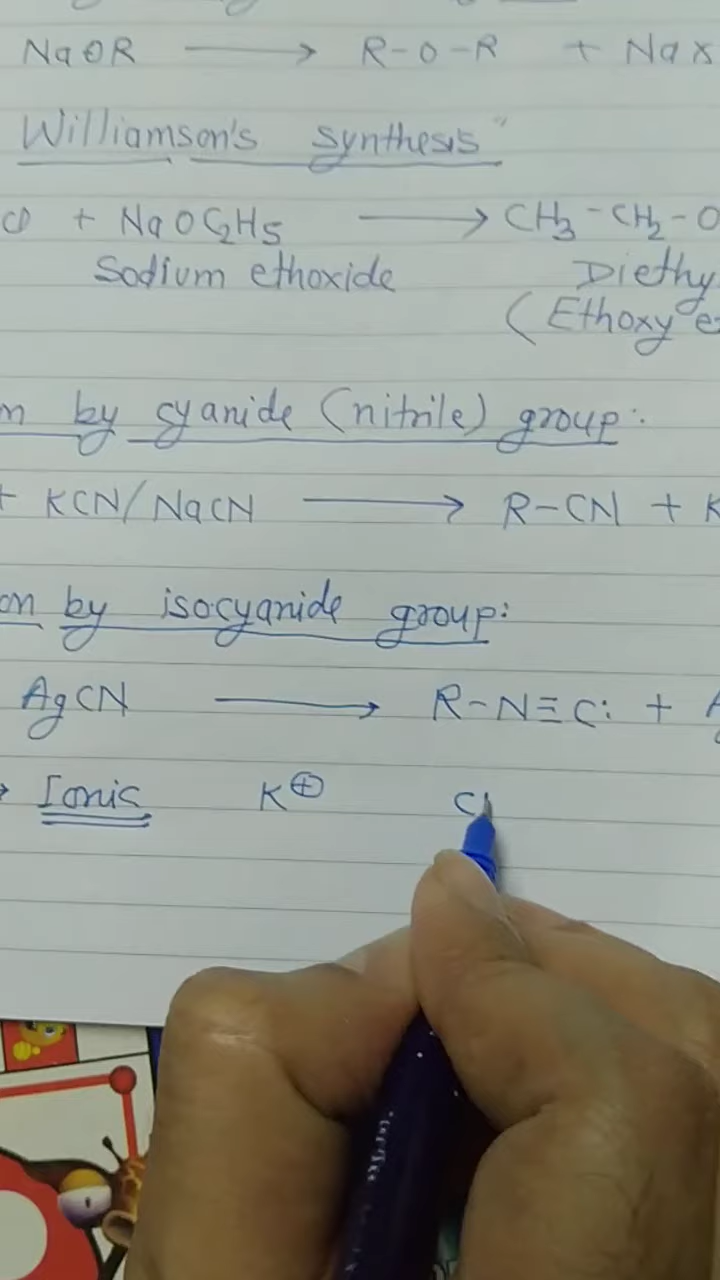 NaOR ⟶ R-O-R + NaX
Williamson's synthesis"
+ NaOC₂H₅ ⟶ CH₃-CH₂-O
Sodium ethoxide Diethy
(Ethoxy e
by cyanide (nitrile) group:
+ KCN/NaCN ⟶ R-CN + K
on by isocyanide group:
AgCN ⟶ R-N≡C: + A
Ionic K⊕ C